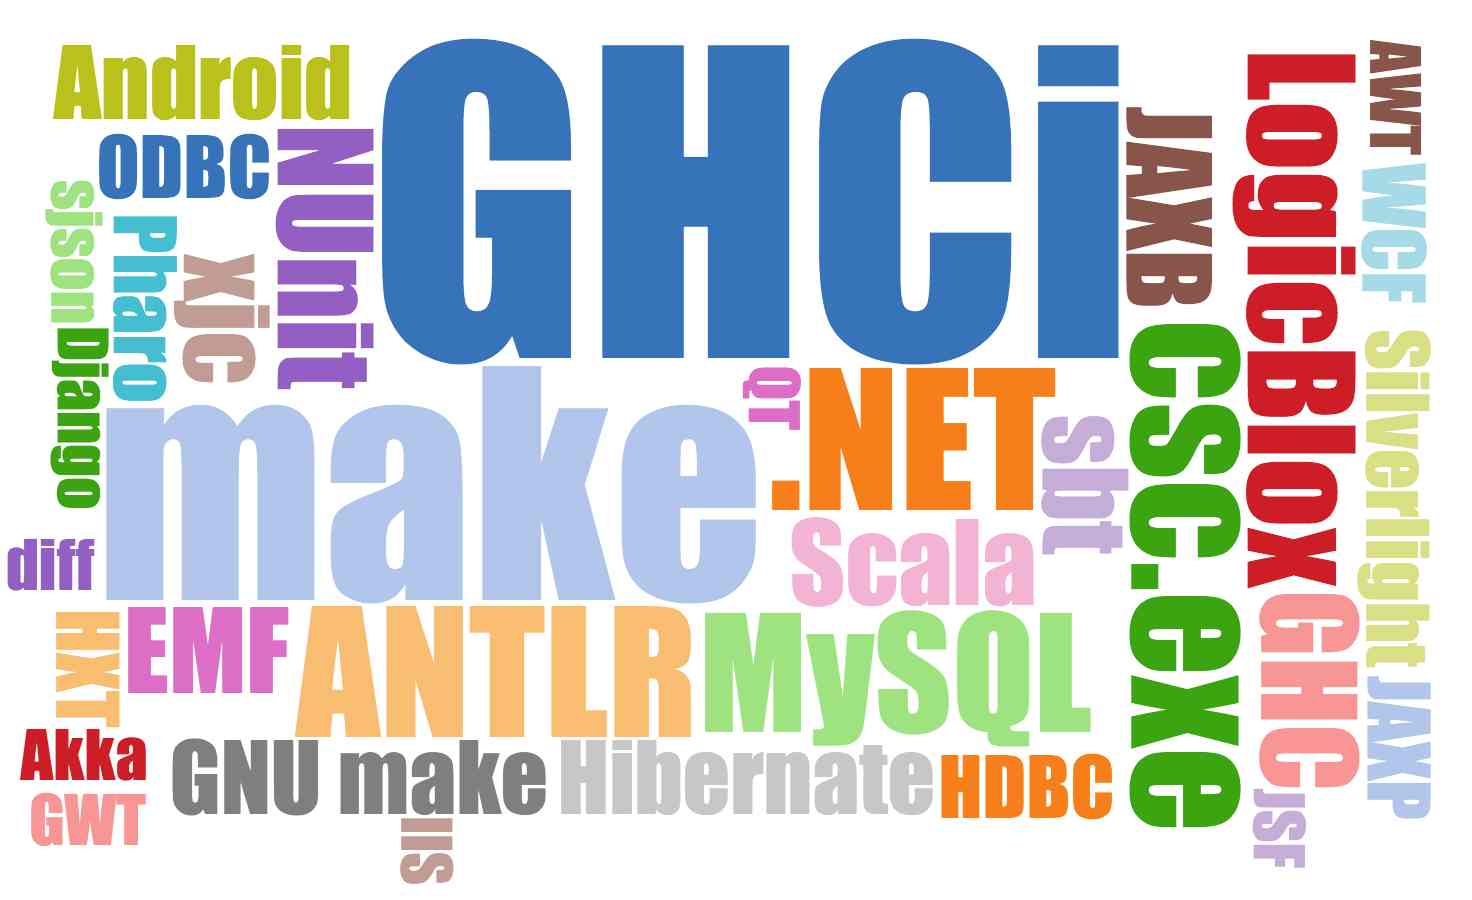 GHCi
Android
ODBC
NUnit
sjson
Pharo
xjc
Django
make
QT
.NET
sbt
Scala
JAXB
csc.exe
LogicBlox
AWT
WCF
Silverlight
GHC
JAXP
JSF
diff
HXT
EMF
ANTLR
MySQL
Akka
GWT
GNU make
Hibernate
HDBC
IIS